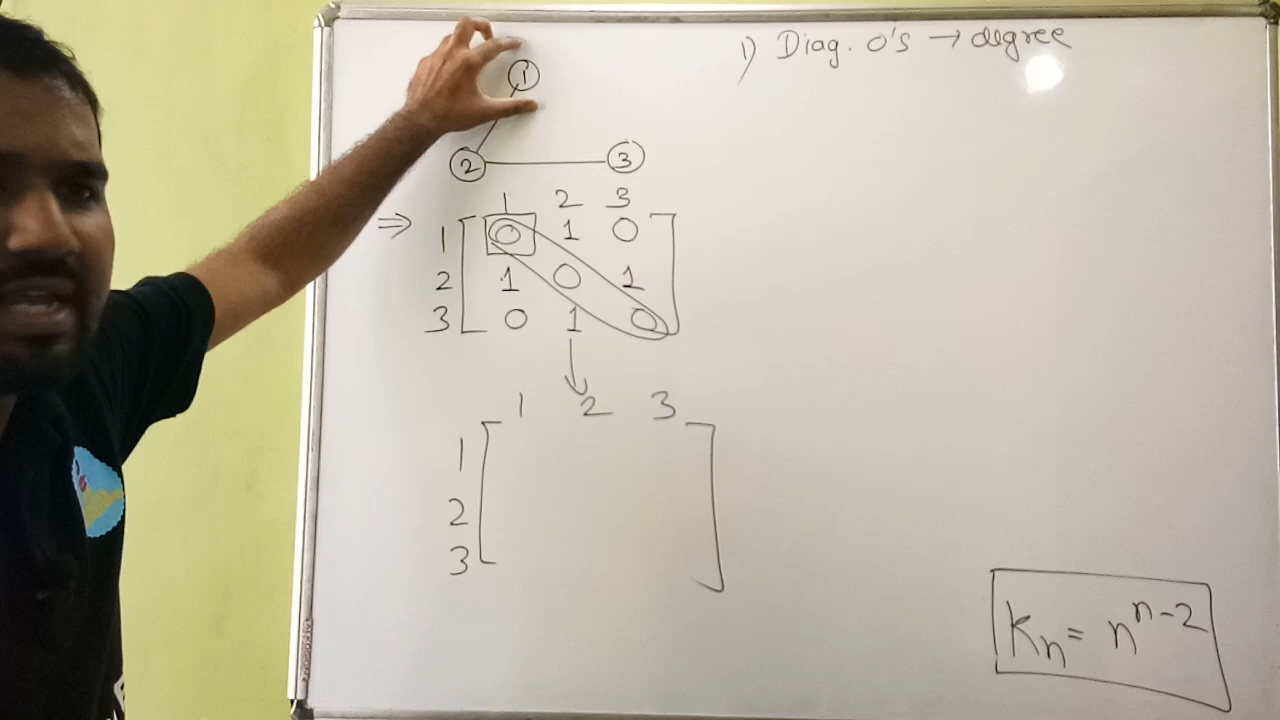 1) Diag. 0's → degree
1
2 3
1 2 3
⇒ 1 0 1 0
2 1 0 1
3 0 1 0
1 2 3
1
2
3
Kn = n^n-2